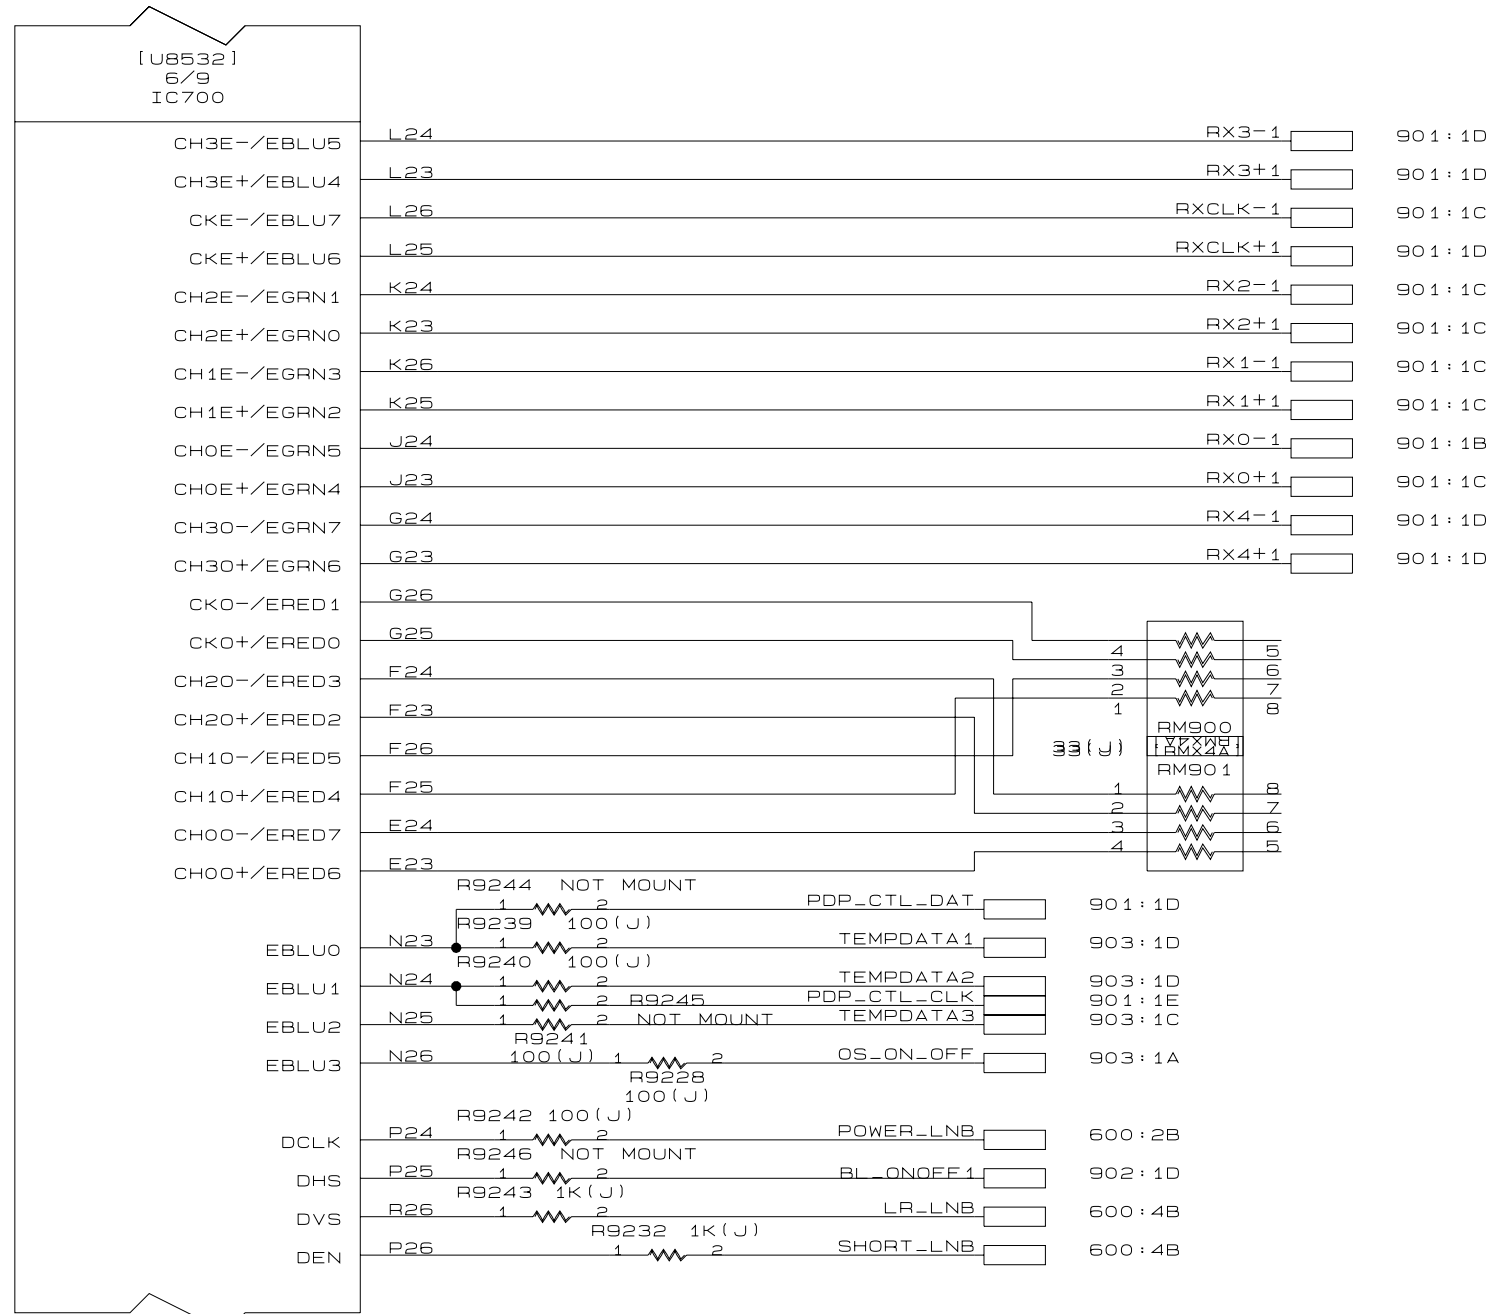 [U8532]
6/9
IC700
CH3E-/EBLU5 L24 RX3-1 901:1D
CH3E+/EBLU4 L23 RX3+1 901:1D
CKE-/EBLU7 L26 RXCLK-1 901:1C
CKE+/EBLU6 L25 RXCLK+1 901:1D
CH2E-/EGRN1 K24 RX2-1 901:1C
CH2E+/EGRN0 K23 RX2+1 901:1C
CH1E-/EGRN3 K26 RX1-1 901:1C
CH1E+/EGRN2 K25 RX1+1 901:1C
CH0E-/EGRN5 J24 RX0-1 901:1B
CH0E+/EGRN4 J23 RX0+1 901:1C
CH3O-/EGRN7 G24 RX4-1 901:1D
CH3O+/EGRN6 G23 RX4+1 901:1D
CKO-/ERED1 G26
CKO+/ERED0 G25 4 5
CH2O-/ERED3 F24 3 6
2 7
CH2O+/ERED2 F23 1 8
RM900
CH1O-/ERED5 F26 33(J) [RMX4A]
RM901
CH1O+/ERED4 F25 1 8
2 7
CH0O-/ERED7 E24 3 6
4 5
CH0O+/ERED6 E23
R9244 NOT MOUNT
1 2 PDP_CTL_DAT 901:1D
R9239 100(J)
EBLU0 N23 1 2 TEMPDATA1 903:1D
R9240 100(J)
EBLU1 N24 1 2 TEMPDATA2 903:1D
1 2 R9245 PDP_CTL_CLK 901:1E
EBLU2 N25 1 2 NOT MOUNT TEMPDATA3 903:1C
R9241
100(J)
EBLU3 N26 1 2 OS_ON_OFF 903:1A
R9228
100(J)
R9242 100(J)
DCLK P24 1 2 POWER_LNB 600:2B
R9246 NOT MOUNT
DHS P25 1 2 BL_ONOFF1 902:1D
R9243 1K(J)
DVS R26 1 2 LR_LNB 600:4B
R9232 1K(J)
DEN P26 1 2 SHORT_LNB 600:4B